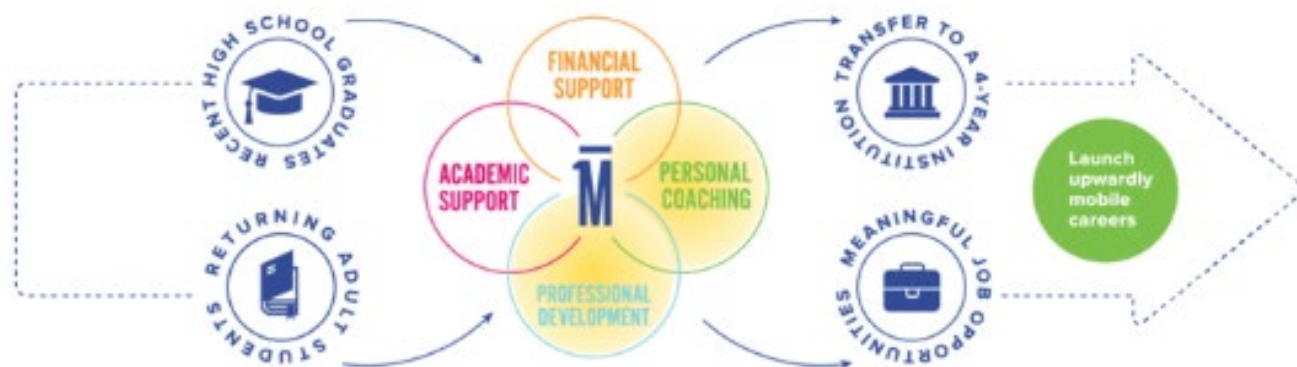 RECENT HIGH SCHOOL GRADUATES
RETURNING ADULT STUDENTS
FINANCIAL
SUPPORT
ACADEMIC
SUPPORT
1M
PERSONAL
COACHING
PROFESSIONAL
DEVELOPMENT
TRANSFER TO A 4-YEAR INSTITUTION
MEANINGFUL JOB OPPORTUNITIES
Launch
upwardly
mobile
careers